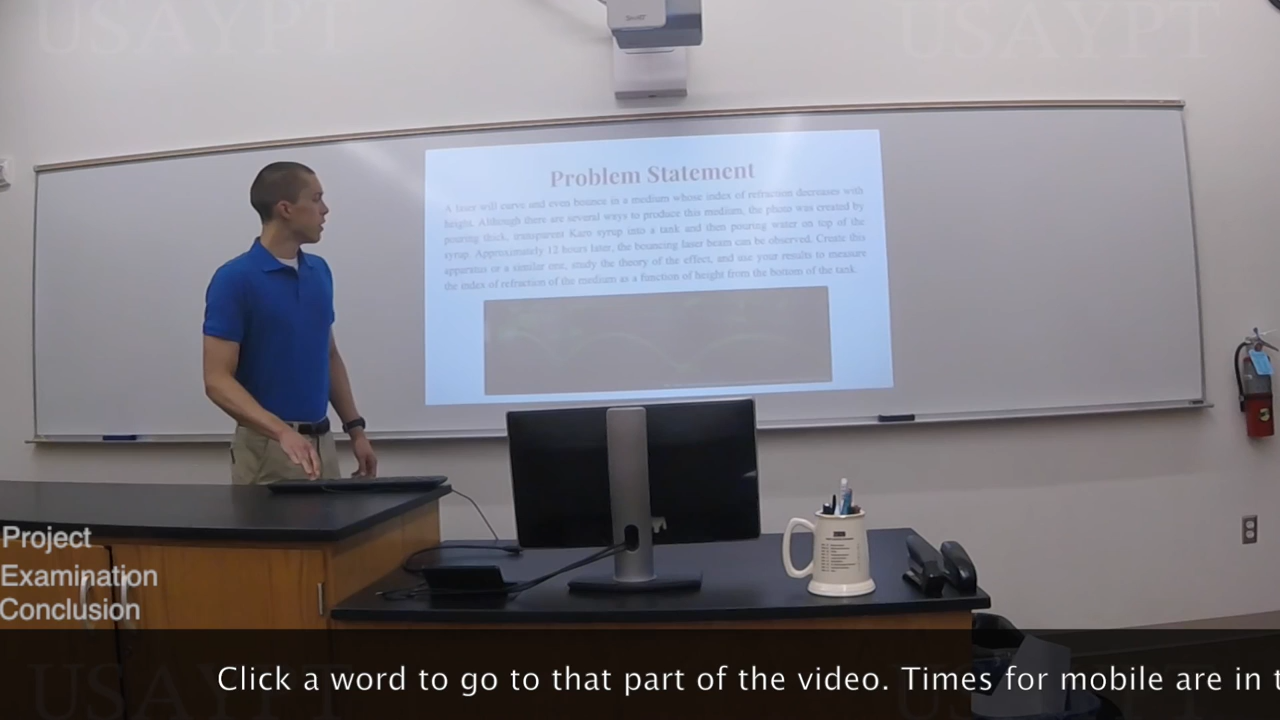 USAYPT
USAYPT
SMART
Problem Statement
A laser will curve and even bounce in a medium whose index of refraction decreases with
height. Although there are several ways to produce this medium, the photo was created by
pouring thick, transparent Karo syrup into a tank and then pouring water on top of the
syrup. Approximately 12 hours later, the bouncing laser beam can be observed. Create this
apparatus or a similar one, study the theory of the effect, and use your results to measure
the index of refraction of the medium as a function of height from the bottom of the tank.
Project
Examination
Conclusion
Click a word to go to that part of the video. Times for mobile are in t
USAYPT
USAYPT